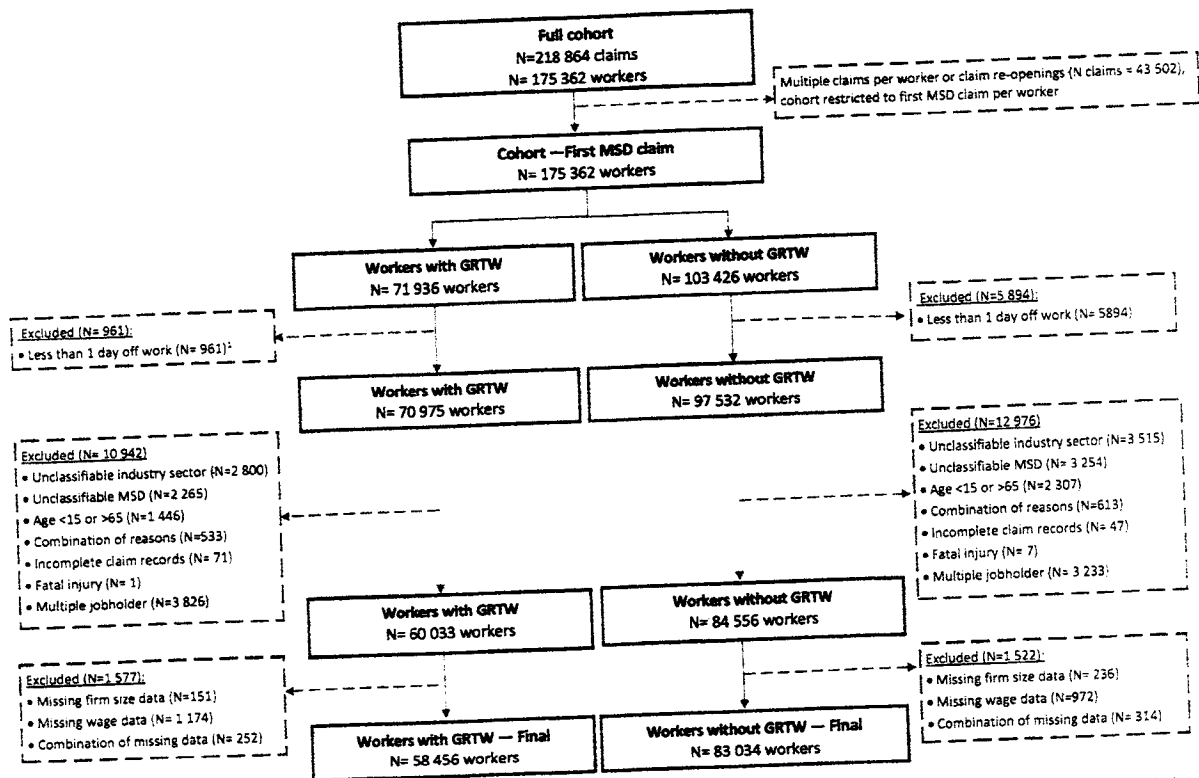 Full cohort
N=218 864 claims
N= 175 362 workers
Multiple claims per worker or claim re-openings (N claims = 43 502),
cohort restricted to first MSD claim per worker
Cohort —First MSD claim
N= 175 362 workers
Workers with GRTW
N= 71 936 workers
Workers without GRTW
N= 103 426 workers
Excluded (N= 961):
• Less than 1 day off work (N= 961)¹
Excluded (N=5 894):
• Less than 1 day off work (N= 5894)
Workers with GRTW
N= 70 975 workers
Workers without GRTW
N= 97 532 workers
Excluded (N= 10 942)
• Unclassifiable industry sector (N=2 800)
• Unclassifiable MSD (N=2 265)
• Age <15 or >65 (N=1 446)
• Combination of reasons (N=533)
• Incomplete claim records (N= 71)
• Fatal injury (N= 1)
• Multiple jobholder (N=3 826)
Excluded (N=12 976)
• Unclassifiable industry sector (N=3 515)
• Unclassifiable MSD (N= 3 254)
• Age <15 or >65 (N=2 307)
• Combination of reasons (N=613)
• Incomplete claim records (N= 47)
• Fatal injury (N= 7)
• Multiple jobholder (N= 3 233)
Workers with GRTW
N= 60 033 workers
Workers without GRTW
N= 84 556 workers
Excluded (N=1 577):
• Missing firm size data (N=151)
• Missing wage data (N= 1 174)
• Combination of missing data (N= 252)
Excluded (N=1 522):
• Missing firm size data (N= 236)
• Missing wage data (N=972)
• Combination of missing data (N= 314)
Workers with GRTW — Final
N= 58 456 workers
Workers without GRTW — Final
N= 83 034 workers